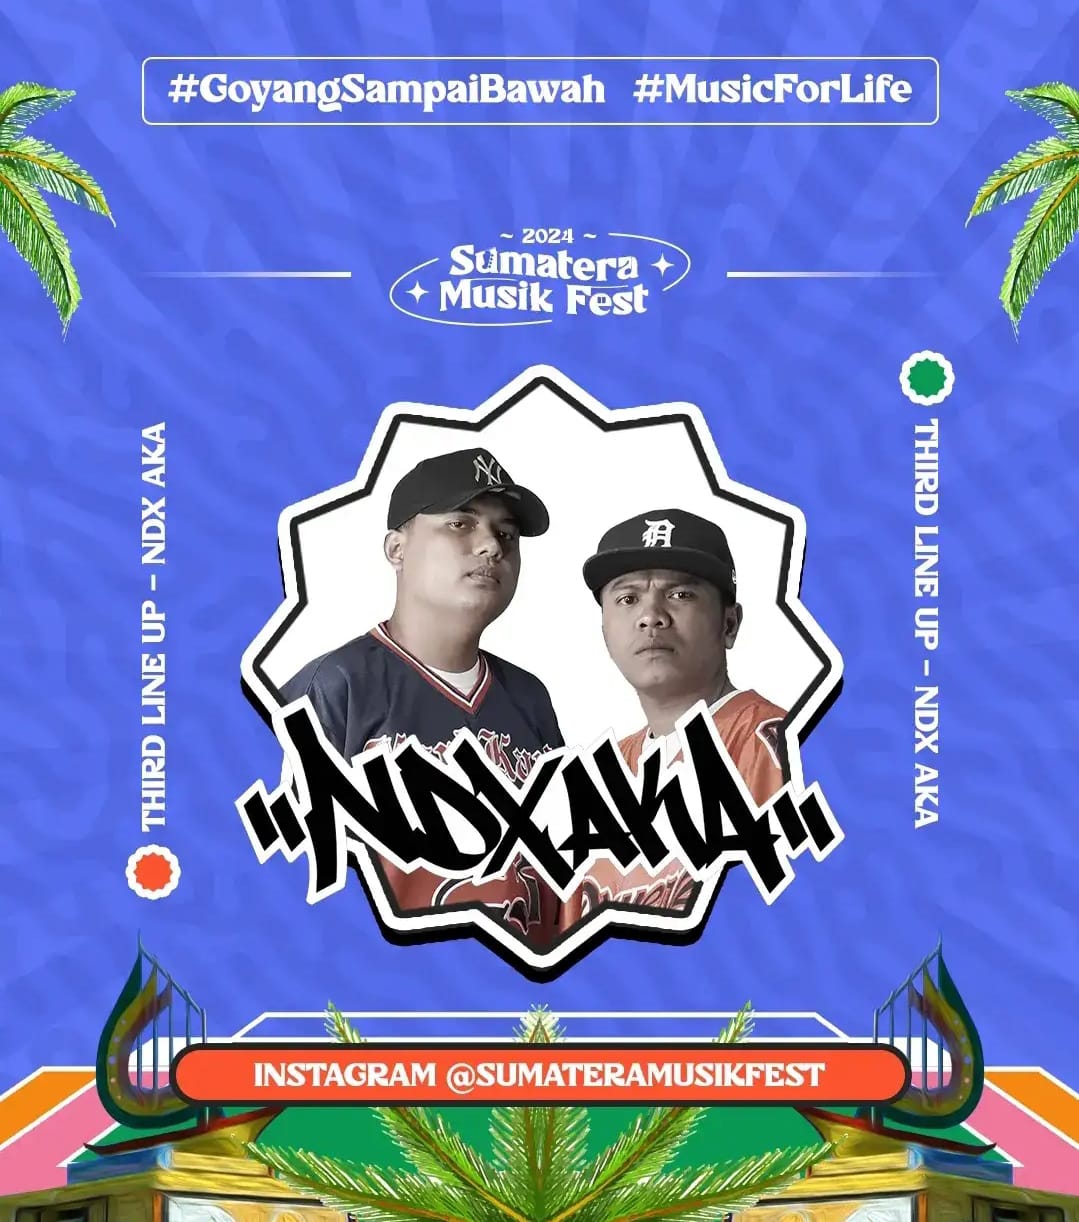 #GoyangSampaiBawah #MusicForLife
~ 2024 ~
Sumatera
Musik Fest
THIRD LINE UP - NDX AKA
THIRD LINE UP - NDX AKA
NY
D
"NDXAKA"
INSTAGRAM @SUMATERAMUSIKFEST